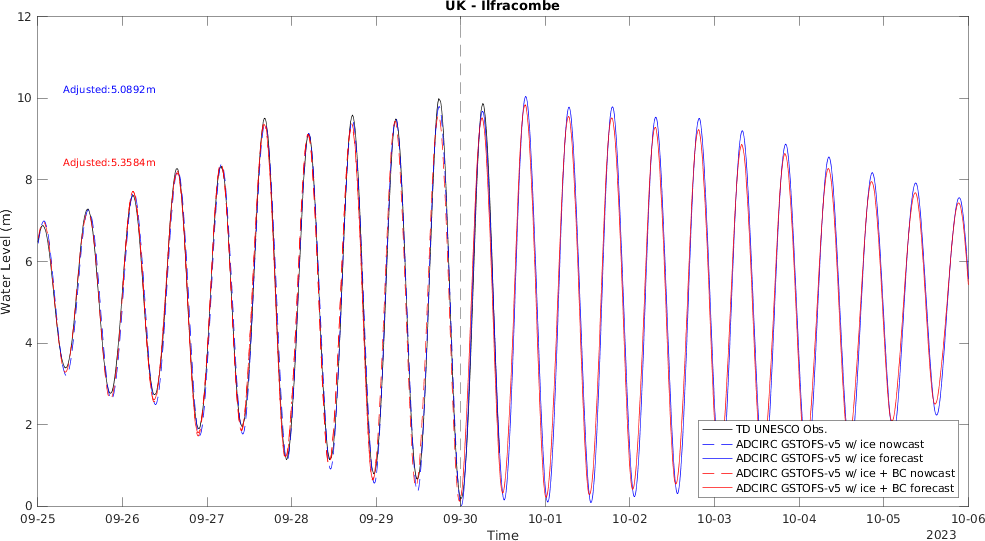 UK - Ilfracombe
12
10
8
6
4
2
0
Water Level (m)
Adjusted:5.0892m
Adjusted:5.3584m
TD UNESCO Obs.
ADCIRC GSTOFS-v5 w/ ice nowcast
ADCIRC GSTOFS-v5 w/ ice forecast
ADCIRC GSTOFS-v5 w/ ice + BC nowcast
ADCIRC GSTOFS-v5 w/ ice + BC forecast
09-25 09-26 09-27 09-28 09-29 09-30 10-01 10-02 10-03 10-04 10-05 10-06
Time
2023